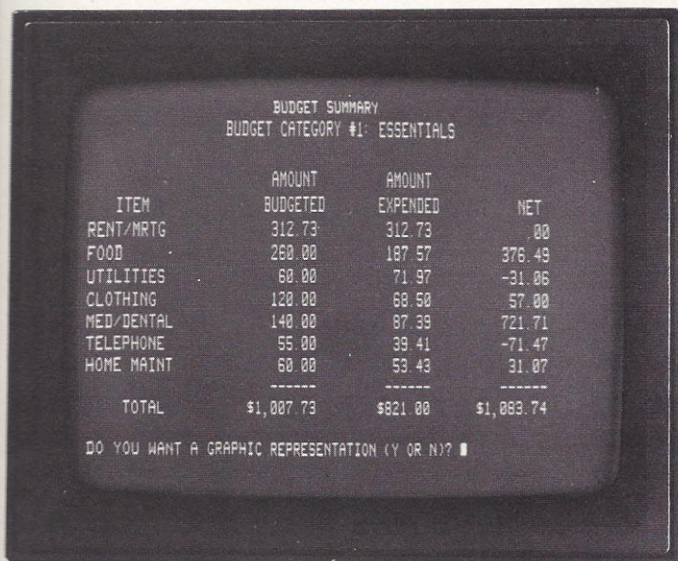 BUDGET SUMMARY
BUDGET CATEGORY #1: ESSENTIALS
AMOUNT AMOUNT
ITEM BUDGETED EXPENDED NET
RENT/MRTG 312.73 312.73 .00
FOOD 260.00 187.57 376.49
UTILITIES 60.00 71.97 -31.06
CLOTHING 120.00 68.50 57.00
MED/DENTAL 140.00 87.39 721.71
TELEPHONE 55.00 39.41 -71.47
HOME MAINT 60.00 53.43 31.07
------ ------ ------
TOTAL $1,007.73 $821.00 $1,083.74
DO YOU WANT A GRAPHIC REPRESENTATION (Y OR N)?